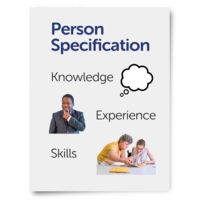 Person
Specification
Knowledge
Experience
Skills